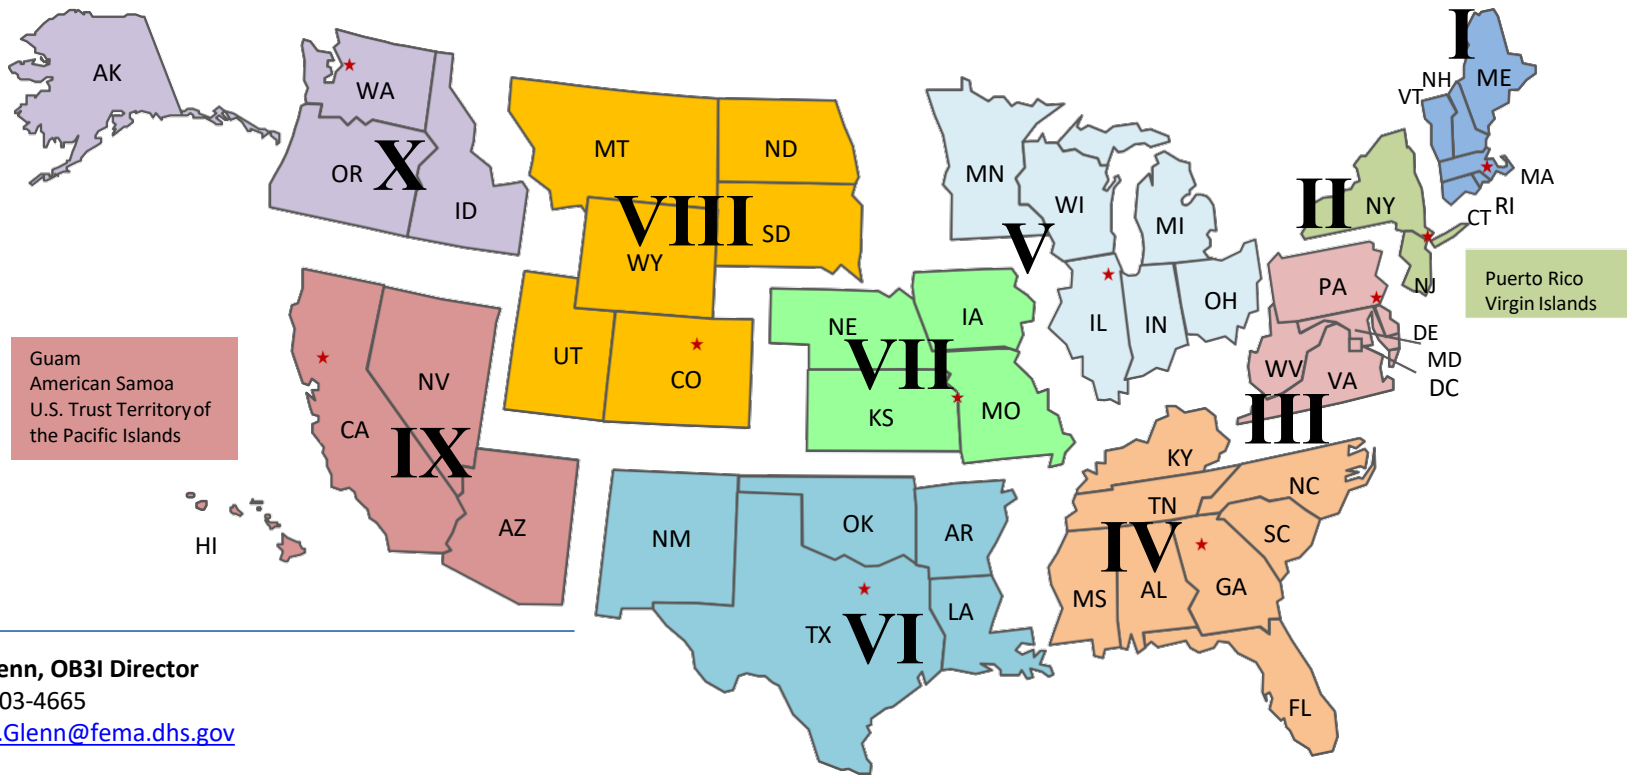 I
AK
NH
ME
VT
WA
MT
ND
OR
X
MN
MA
ID
VIII
SD
WI
MI
II
NY
RI
CT
WY
V
PA
NJ
Puerto Rico
Virgin Islands
NE
IA
IL
IN
OH
DE
MD
DC
Guam
American Samoa
U.S. Trust Territory of
the Pacific Islands
NV
UT
CO
VII
WV
VA
CA
IX
KS
MO
III
KY
NC
TN
HI
AZ
NM
OK
AR
IV
SC
MS
AL
GA
TX
VI
LA
FL
enn, OB3I Director
03-4665
.Glenn@fema.dhs.gov